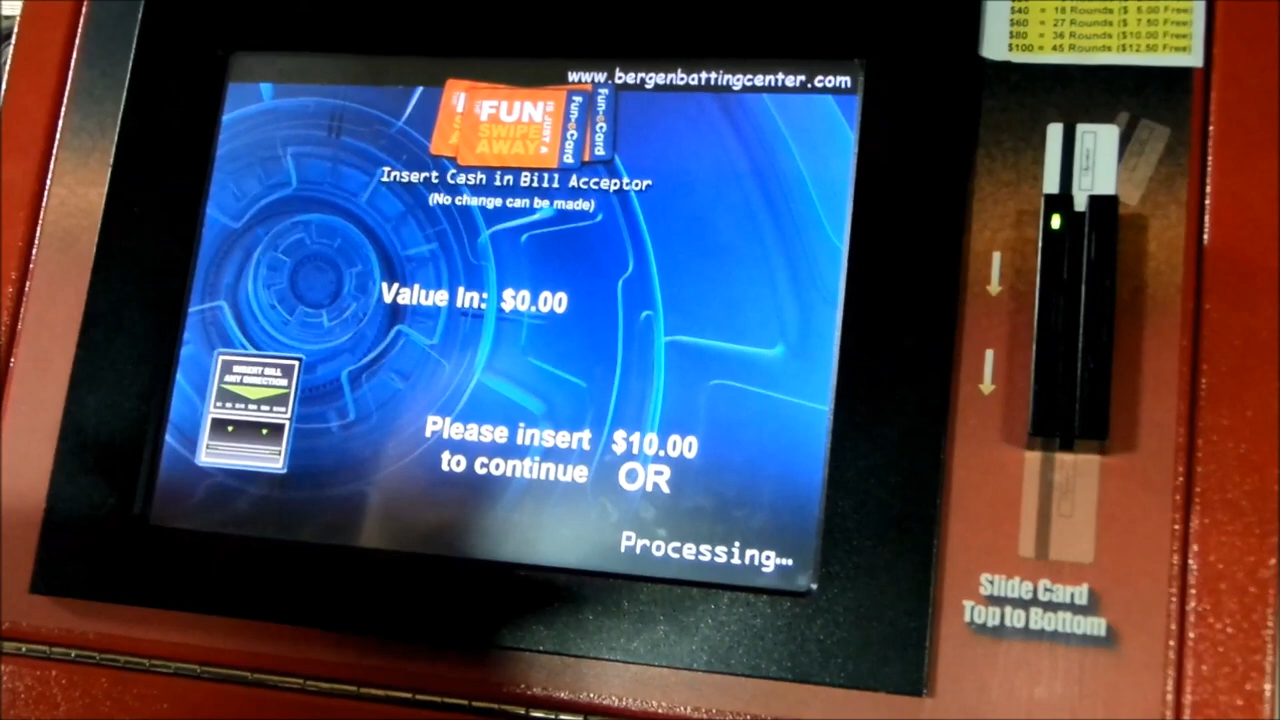 $40 = 18 Rounds ($ 5.00 Free)
$60 = 27 Rounds ($ 7.50 Free)
$80 = 36 Rounds ($10.00 Free)
$100 = 45 Rounds ($12.50 Free)
www.bergenbattingcenter.com
FUN
IS JUST A
SWIPE
AWAY
Fun-eCard
Fun-eCard
Insert Cash in Bill Acceptor
(No change can be made)
Value In: $0.00
INSERT BILL
ANY DIRECTION
Please insert $10.00
to continue OR
Processing...
Slide Card
Top to Bottom